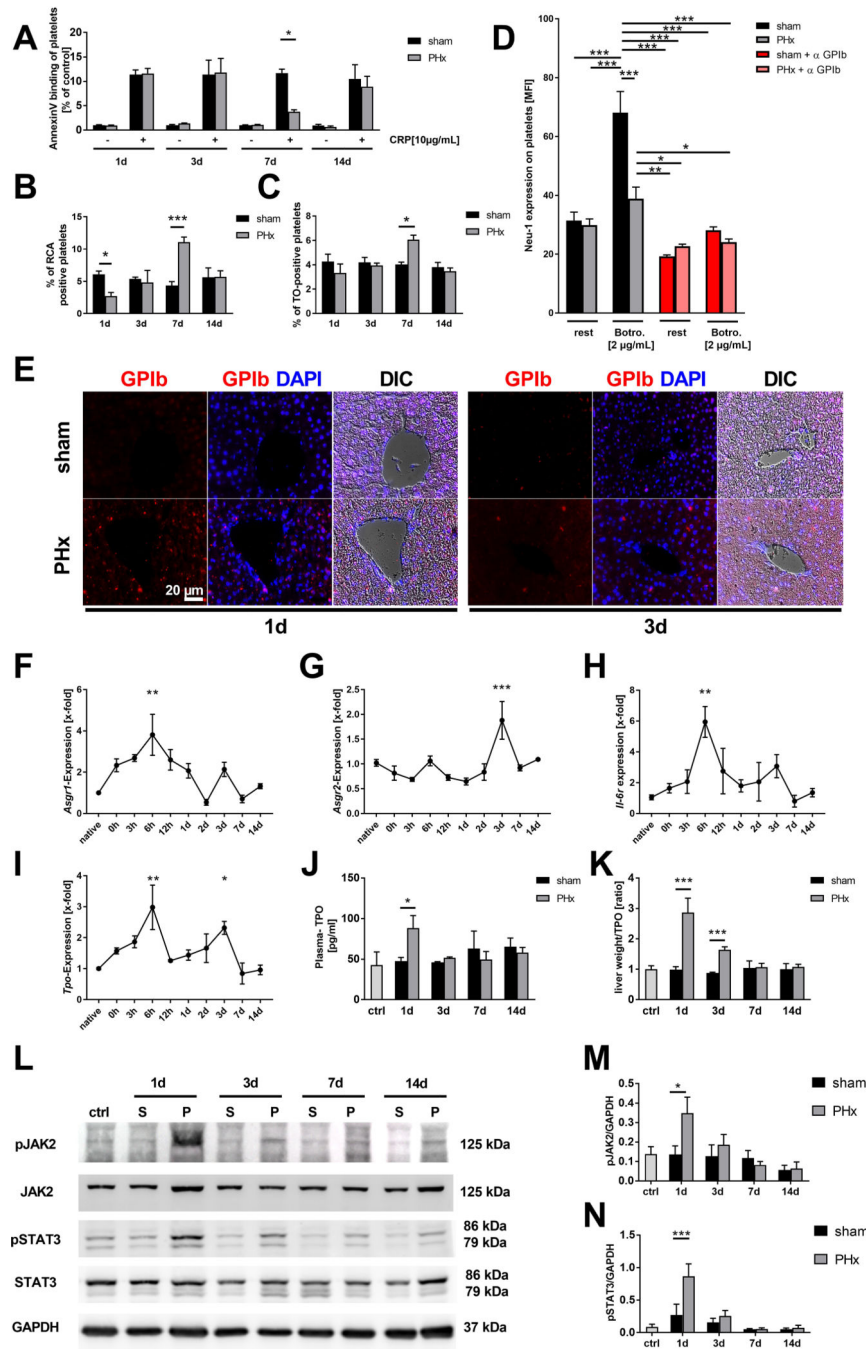 A
AnnexinV binding of platelets
[% of control]
50
40
30
20
10
0
*
sham
PHx
- + - + - + - +
CRP[10µg/mL]
1d 3d 7d 14d
B
% of RCA
positive platelets
15
10
5
0
*
***
sham
PHx
1d 3d 7d 14d
C
% of TO-positive platelets
10
8
6
4
2
0
*
sham
PHx
1d 3d 7d 14d
D
Neu-1 expression on platelets [MFI]
100
80
60
40
20
0
***
***
***
***
***
***
***
*
*
**
sham
PHx
sham + α GPIb
PHx + α GPIb
rest Botro. rest Botro.
[2 µg/mL] [2 µg/mL]
E
GPIb GPIb DAPI DIC GPIb GPIb DAPI DIC
sham
PHx
20 µm
1d 3d
F
Asgr1-Expression [x-fold]
6
4
2
0
**
native 0h 3h 6h 12h 1d 2d 3d 7d 14d
G
Asgr2-Expression [x-fold]
2.5
2.0
1.5
1.0
0.5
0.0
***
native 0h 3h 6h 12h 1d 2d 3d 7d 14d
H
Il-6r expression [x-fold]
8
6
4
2
0
**
native 0h 3h 6h 12h 1d 2d 3d 7d 14d
I
Tpo-Expression [x-fold]
4
3
2
1
0
**
*
native 0h 3h 6h 12h 1d 2d 3d 7d 14d
J
Plasma- TPO
[pg/ml]
150
100
50
0
*
sham
PHx
ctrl 1d 3d 7d 14d
K
liver weight/TPO [ratio]
4
3
2
1
0
***
***
sham
PHx
ctrl 1d 3d 7d 14d
L
1d 3d 7d 14d
ctrl S P S P S P S P
pJAK2 125 kDa
JAK2 125 kDa
pSTAT3 86 kDa
79 kDa
STAT3 86 kDa
79 kDa
GAPDH 37 kDa
M
pJAK2/GAPDH
0.5
0.4
0.3
0.2
0.1
0.0
*
sham
PHx
ctrl 1d 3d 7d 14d
N
pSTAT3/GAPDH
1.5
1.0
0.5
0.0
***
sham
PHx
ctrl 1d 3d 7d 14d